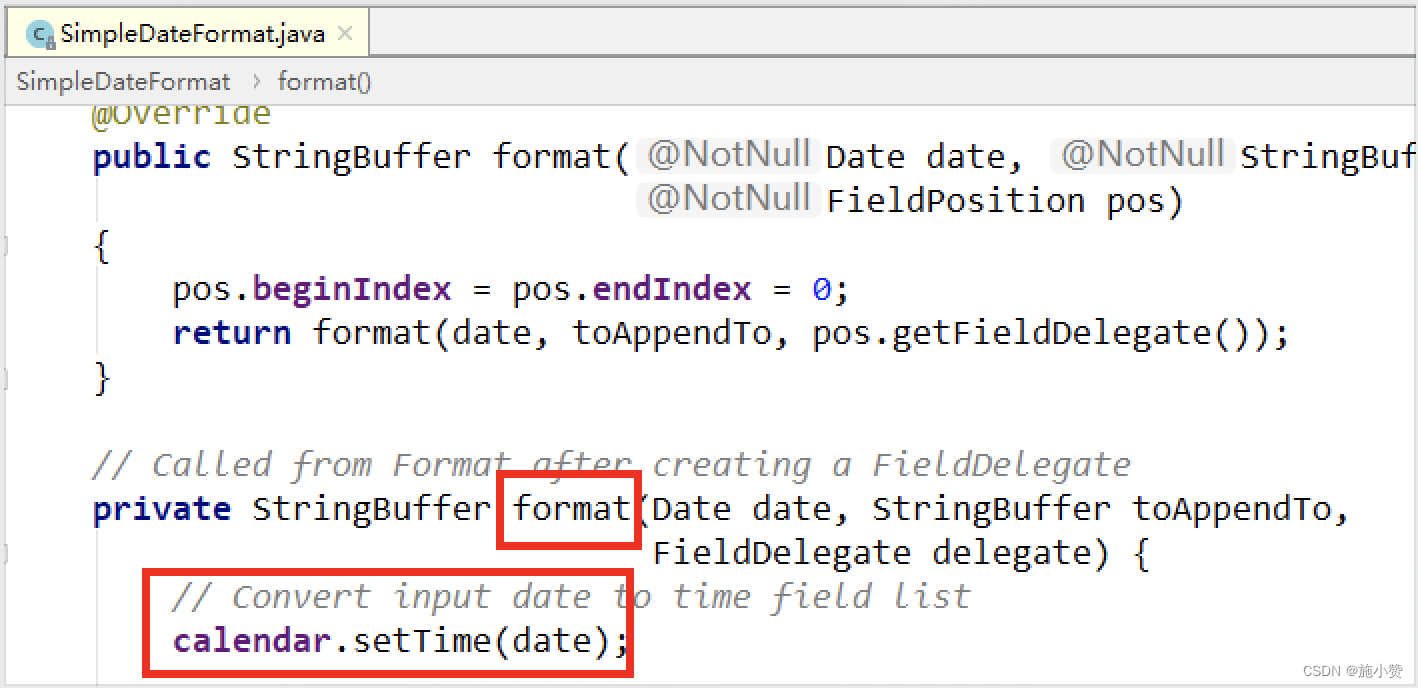 SimpleDateFormat.java
SimpleDateFormat > format()
@Override
public StringBuffer format( @NotNull Date date, @NotNull StringBuf
@NotNull FieldPosition pos)
{
pos.beginIndex = pos.endIndex = 0;
return format(date, toAppendTo, pos.getFieldDelegate());
}
// Called from Format after creating a FieldDelegate
private StringBuffer format(Date date, StringBuffer toAppendTo,
FieldDelegate delegate) {
// Convert input date to time field list
calendar.setTime(date);
CSDN @施小赞